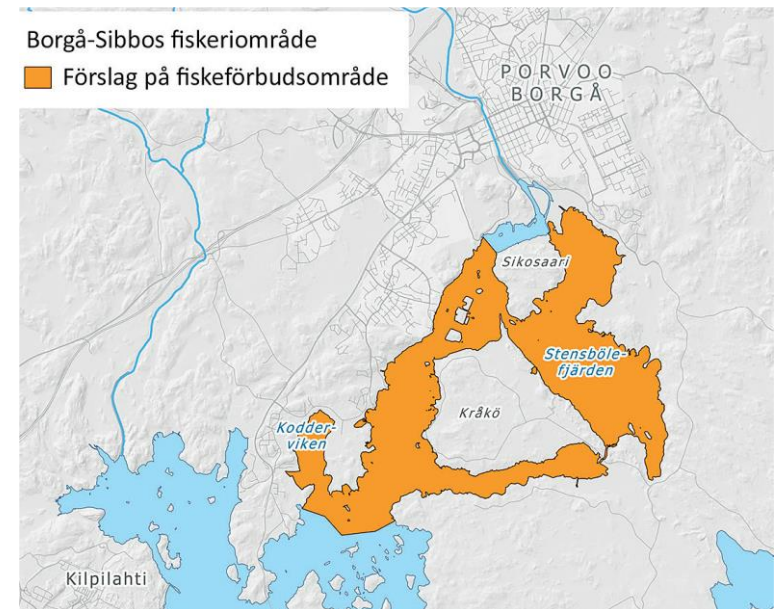 Borgå-Sibbos fiskeriområde
Förslag på fiskeförbudsområde
PORVOO
BORGÅ
Sikosaari
Stensböle-
fjärden
Kråkö
Kodder-
viken
Kilpilahti